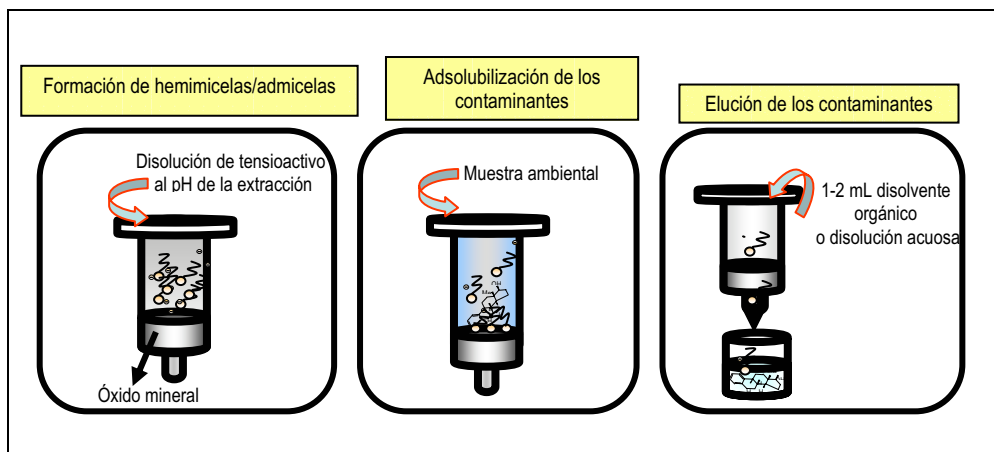 Formación de hemimicelas/admicelas
Disolución de tensioactivo
al pH de la extracción
Óxido mineral
Adsolubilización de los
contaminantes
Muestra ambiental
Elución de los contaminantes
1-2 mL disolvente
orgánico
o disolución acuosa